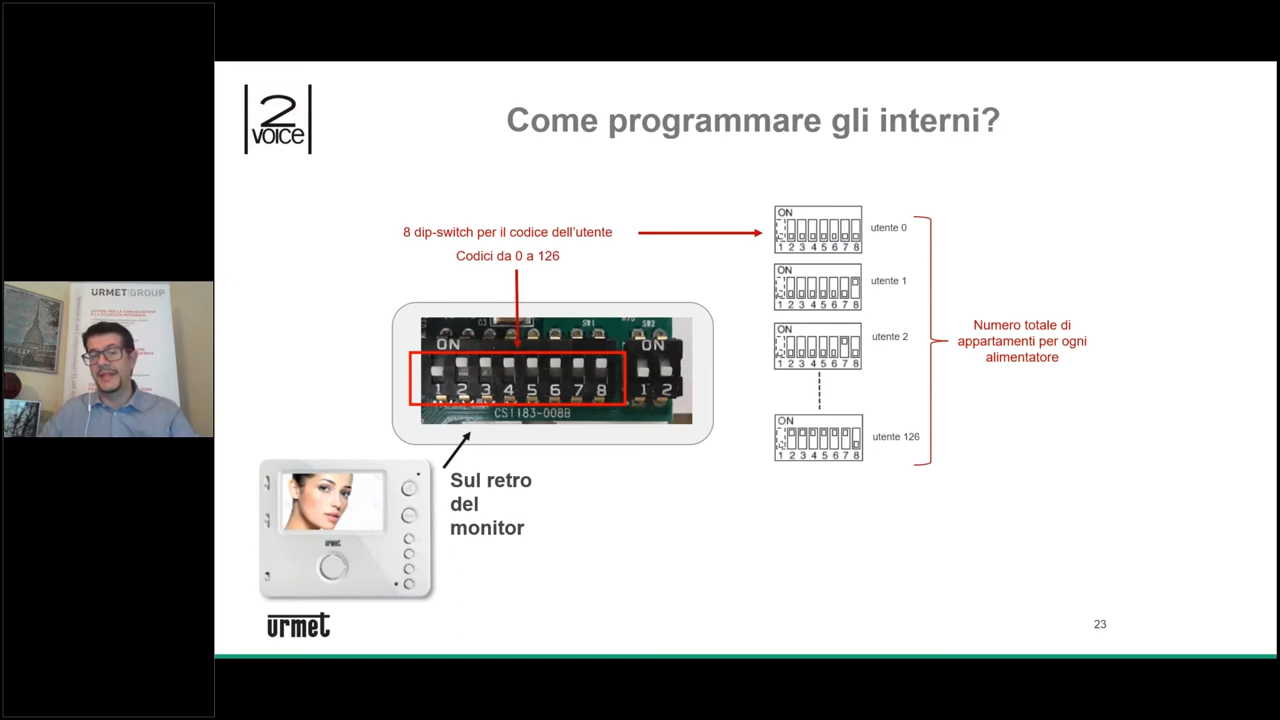 2
VOICE
Come programmare gli interni?
8 dip-switch per il codice dell'utente
Codici da 0 a 126
ON
1 2 3 4 5 6 7 8
utente 0
ON
1 2 3 4 5 6 7 8
utente 1
ON
1 2 3 4 5 6 7 8
utente 2
ON
1 2 3 4 5 6 7 8
utente 126
Numero totale di
appartamenti per ogni
alimentatore
C3
SW1
SW2
ON
ON
1 2 3 4 5 6 7 8
1 2
CS1183-008B
Sul retro
del
monitor
urmet
urmet
23
URMET GROUP